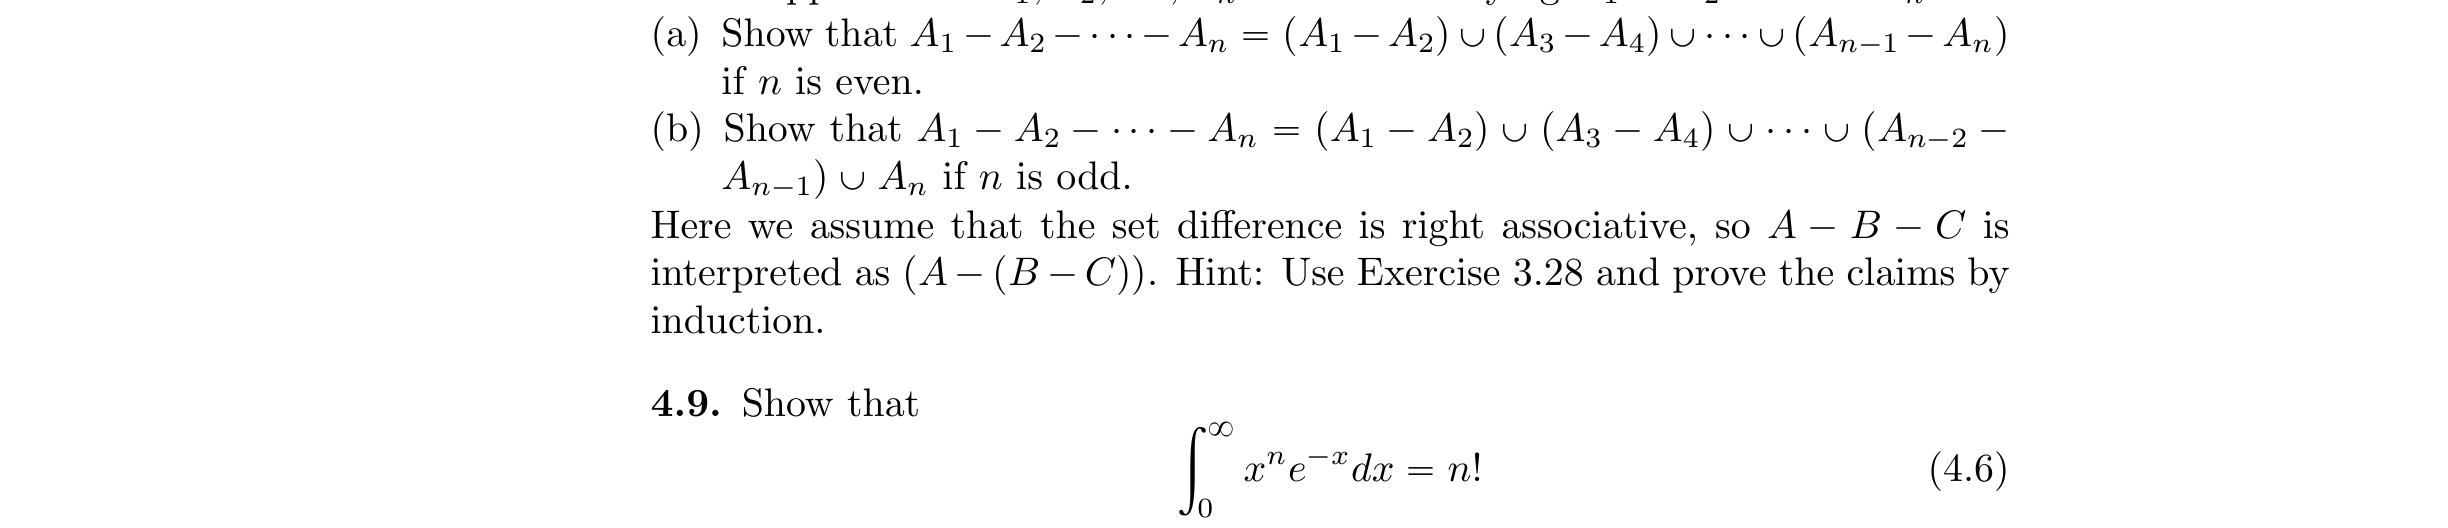 (a) Show that A₁ − A₂ − ··· − Aₙ = (A₁ − A₂) ∪ (A₃ − A₄) ∪ ··· ∪ (Aₙ₋₁ − Aₙ)
if n is even.
(b) Show that A₁ − A₂ − ··· − Aₙ = (A₁ − A₂) ∪ (A₃ − A₄) ∪ ··· ∪ (Aₙ₋₂ −
Aₙ₋₁) ∪ Aₙ if n is odd.
Here we assume that the set difference is right associative, so A − B − C is
interpreted as (A − (B − C)). Hint: Use Exercise 3.28 and prove the claims by
induction.
4.9. Show that
∫₀^∞ xⁿe⁻ˣdx = n! (4.6)